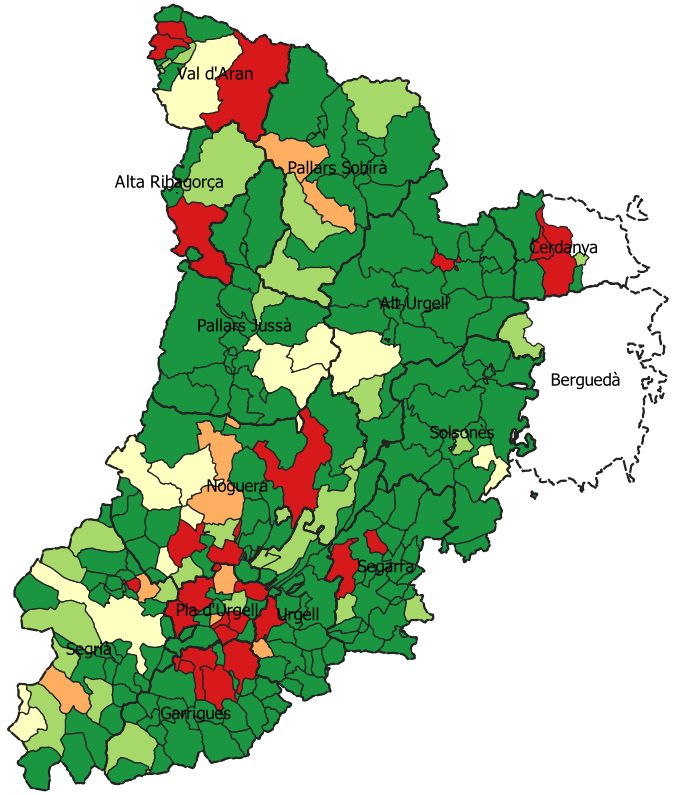 Val d'Aran
Pallars Sobirà
Alta Ribagorça
Cerdanya
Alt Urgell
Pallars Jussà
Berguedà
Solsonès
Noguera
Segarra
Pla d'Urgell
Urgell
Segrià
Garrigues